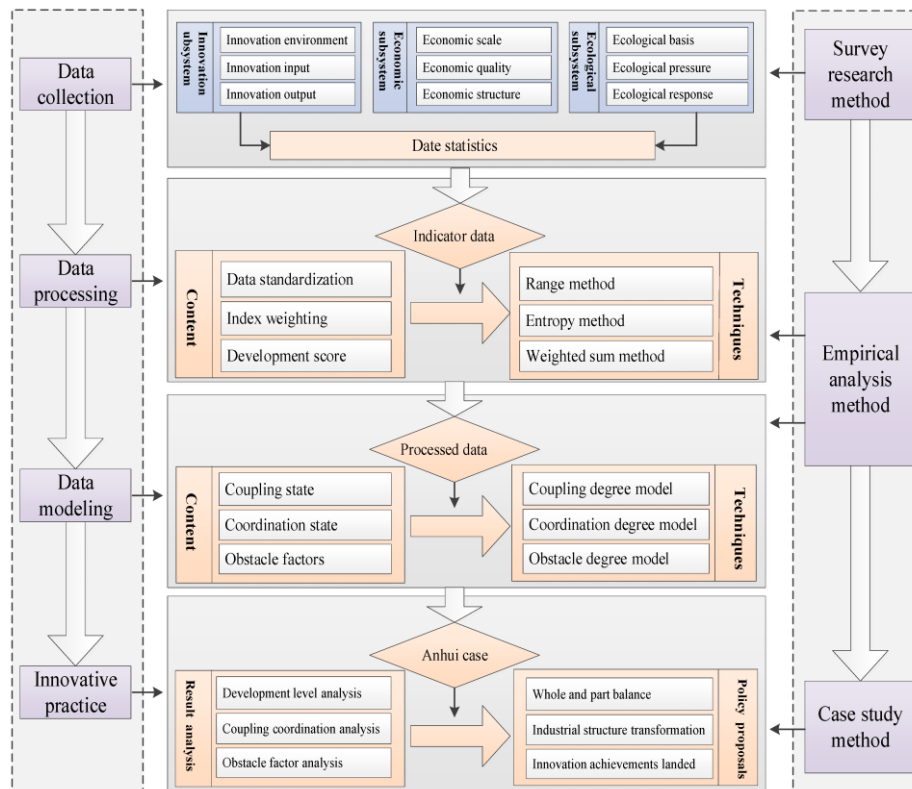 Data
collection
Data
processing
Data
modeling
Innovative
practice
Innovation
ubsystem
Innovation environment
Innovation input
Innovation output
Economic
subsystem
Economic scale
Economic quality
Economic structure
Ecological
subsystem
Ecological basis
Ecological pressure
Ecological response
Date statistics
Indicator data
Content
Data standardization
Index weighting
Development score
Range method
Entropy method
Weighted sum method
Techniques
Processed data
Content
Coupling state
Coordination state
Obstacle factors
Coupling degree model
Coordination degree model
Obstacle degree model
Techniques
Anhui case
Result analysis
Development level analysis
Coupling coordination analysis
Obstacle factor analysis
Whole and part balance
Industrial structure transformation
Innovation achievements landed
Policy proposals
Survey
research
method
Empirical
analysis
method
Case study
method